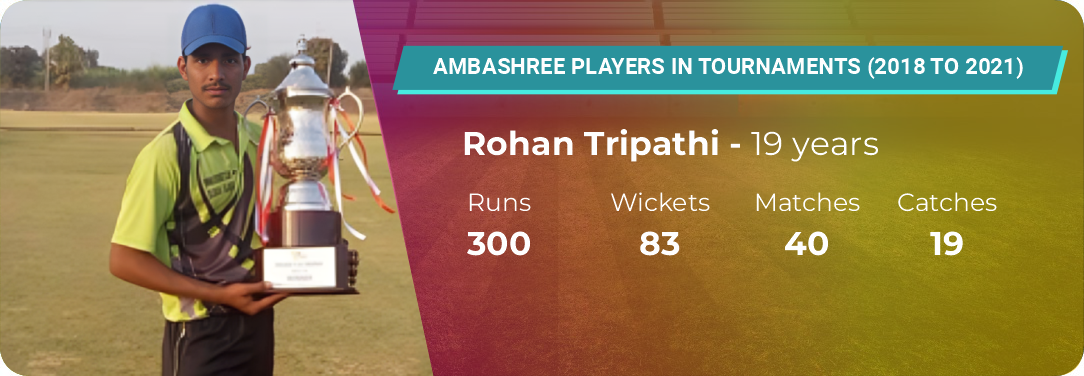 AMBASHREE PLAYERS IN TOURNAMENTS (2018 TO 2021)
Rohan Tripathi - 19 years
Runs Wickets Matches Catches
300 83 40 19